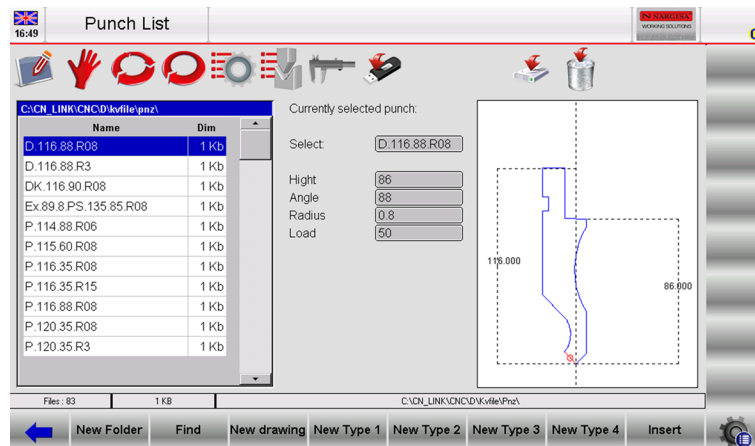 16:49
Punch List
N NARGESA
WORKING SOLUTIONS
C:\CN_LINK\CNC\D\kvfile\pnz\
Name Dim
D.116.88.R08 1 Kb
D.116.88.R3 1 Kb
DK.116.90.R08 1 Kb
Ex.89.8.PS.135.85.R08 1 Kb
P.114.88.R06 1 Kb
P.115.60.R08 1 Kb
P.116.35.R08 1 Kb
P.116.35.R15 1 Kb
P.116.88.R08 1 Kb
P.120.35.R08 1 Kb
P.120.35.R3 1 Kb
Currently selected punch:
Select: D.116.88.R08
Hight 86
Angle 88
Radius 0.8
Load 50
116.000
86.000
Files : 83 1 KB C:\CN_LINK\CNC\D\Kvfile\Pnz\
New Folder Find New drawing New Type 1 New Type 2 New Type 3 New Type 4 Insert